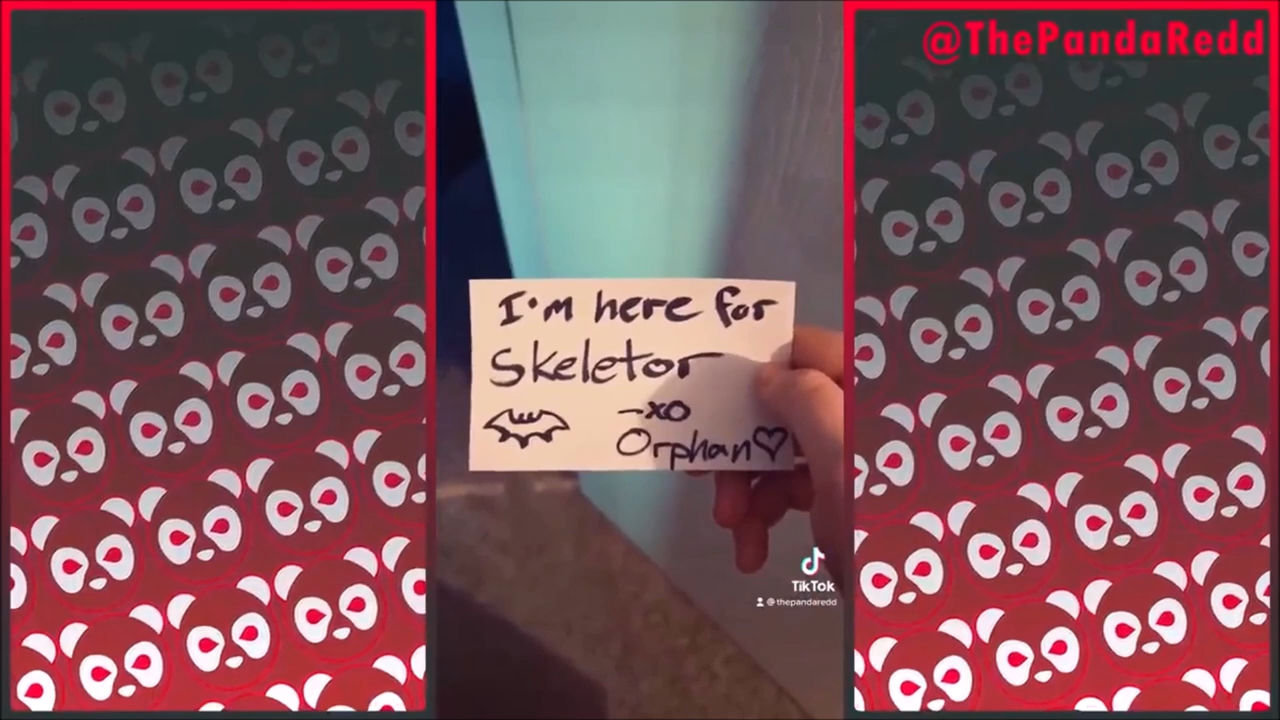 @ThePandaRedd
I'm here for
Skeletor
-xo
Orphan♡
TikTok
@thepandaredd